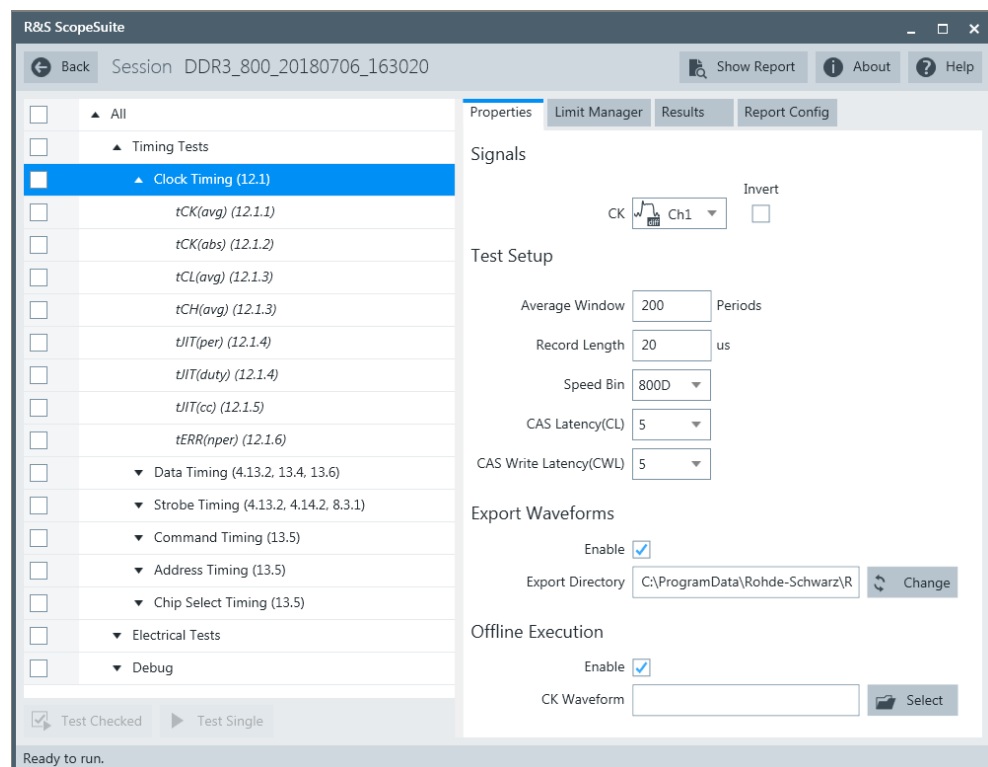 R&S ScopeSuite
Back Session DDR3_800_20180706_163020 Show Report About Help
All
Timing Tests
Clock Timing (12.1)
tCK(avg) (12.1.1)
tCK(abs) (12.1.2)
tCL(avg) (12.1.3)
tCH(avg) (12.1.3)
tJIT(per) (12.1.4)
tJIT(duty) (12.1.4)
tJIT(cc) (12.1.5)
tERR(nper) (12.1.6)
Data Timing (4.13.2, 13.4, 13.6)
Strobe Timing (4.13.2, 4.14.2, 8.3.1)
Command Timing (13.5)
Address Timing (13.5)
Chip Select Timing (13.5)
Electrical Tests
Debug
Test Checked Test Single
Properties Limit Manager Results Report Config
Signals
Invert
CK diff Ch1
Test Setup
Average Window 200 Periods
Record Length 20 us
Speed Bin 800D
CAS Latency(CL) 5
CAS Write Latency(CWL) 5
Export Waveforms
Enable
Export Directory C:\ProgramData\Rohde-Schwarz\R Change
Offline Execution
Enable
CK Waveform Select
Ready to run.